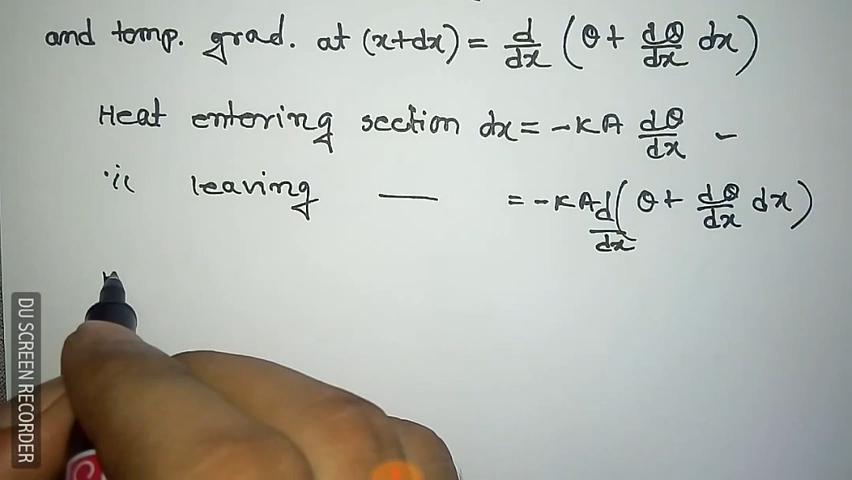 and temp. grad. at (x+dx) = d/dx (θ + dθ/dx dx)
Heat entering section dx = -KA dθ/dx -
" leaving — = -KA d/dx (θ + dθ/dx dx)
DU SCREEN RECORDER